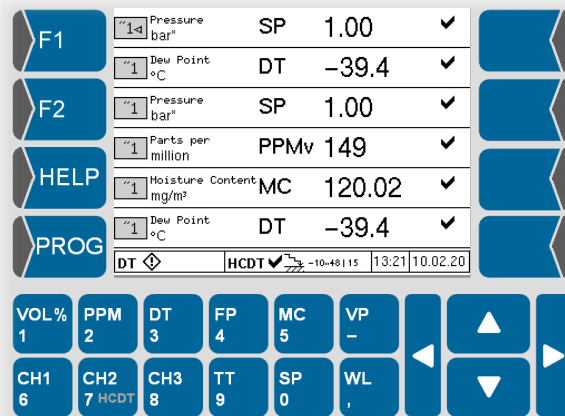 F1
F2
HELP
PROG
˝1 Pressure bar* SP 1.00 ✔
˝1 Dew Point °C DT −39.4 ✔
˝1 Pressure bar* SP 1.00 ✔
˝1 Parts per million PPMv 149 ✔
˝1 Moisture Content mg/m³ MC 120.02 ✔
˝1 Dew Point °C DT −39.4 ✔
DT HCDT ✔ 13:21 10.02.20
VOL% PPM DT FP MC VP
1 2 3 4 5 –
CH1 CH2 CH3 TT SP WL
6 7 HCDT 8 9 0 ,